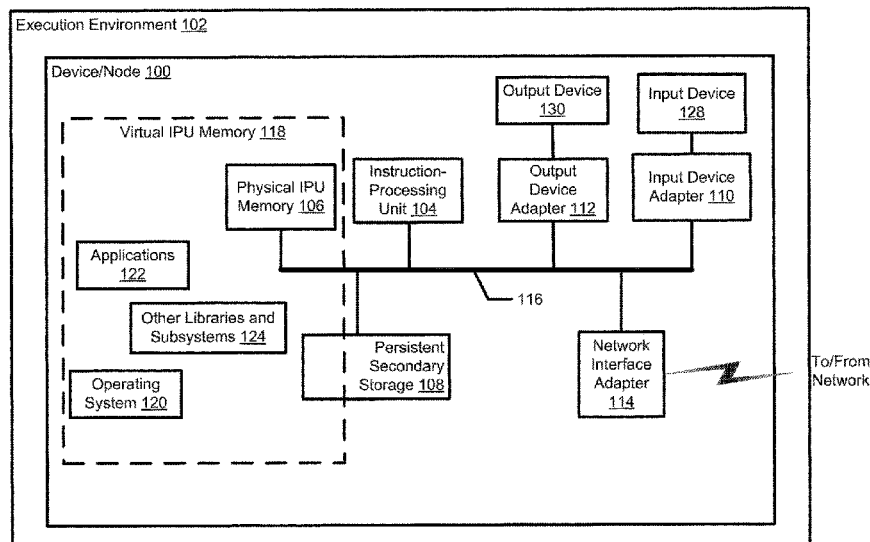 Execution Environment 102
Device/Node 100
Virtual IPU Memory 118
Output Device
130
Input Device
128
Physical IPU
Memory 106
Instruction-
Processing
Unit 104
Output
Device
Adapter 112
Input Device
Adapter 110
Applications
122
116
Other Libraries and
Subsystems 124
Persistent
Secondary
Storage 108
Network
Interface
Adapter
114
To/From
Network
Operating
System 120